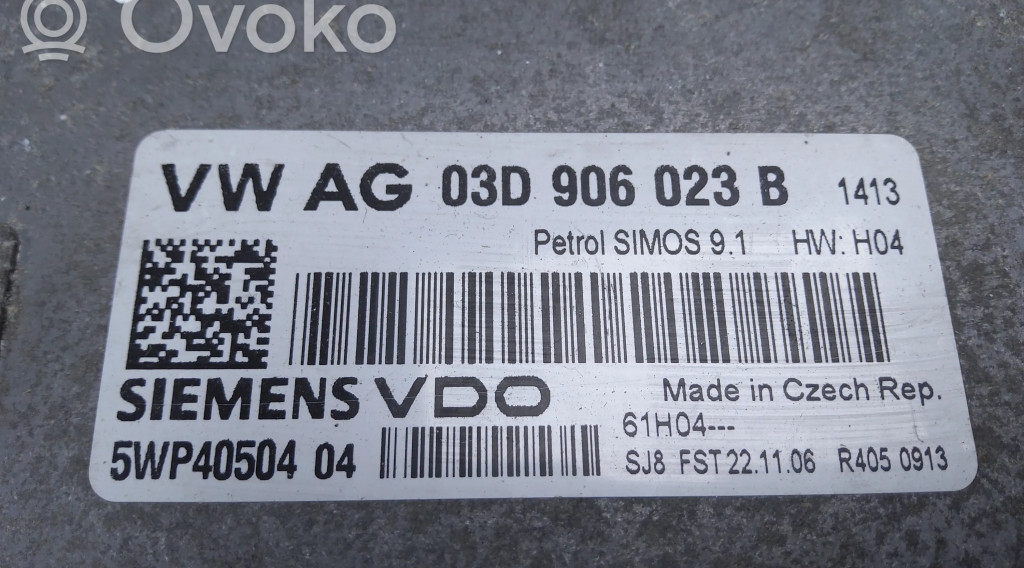 Ovoko
VW AG 03D 906 023 B 1413
Petrol SIMOS 9.1 HW: H04
SIEMENS VDO Made in Czech Rep.
61H04---
5WP40504 04 SJ8 FST 22.11.06 R405 0913